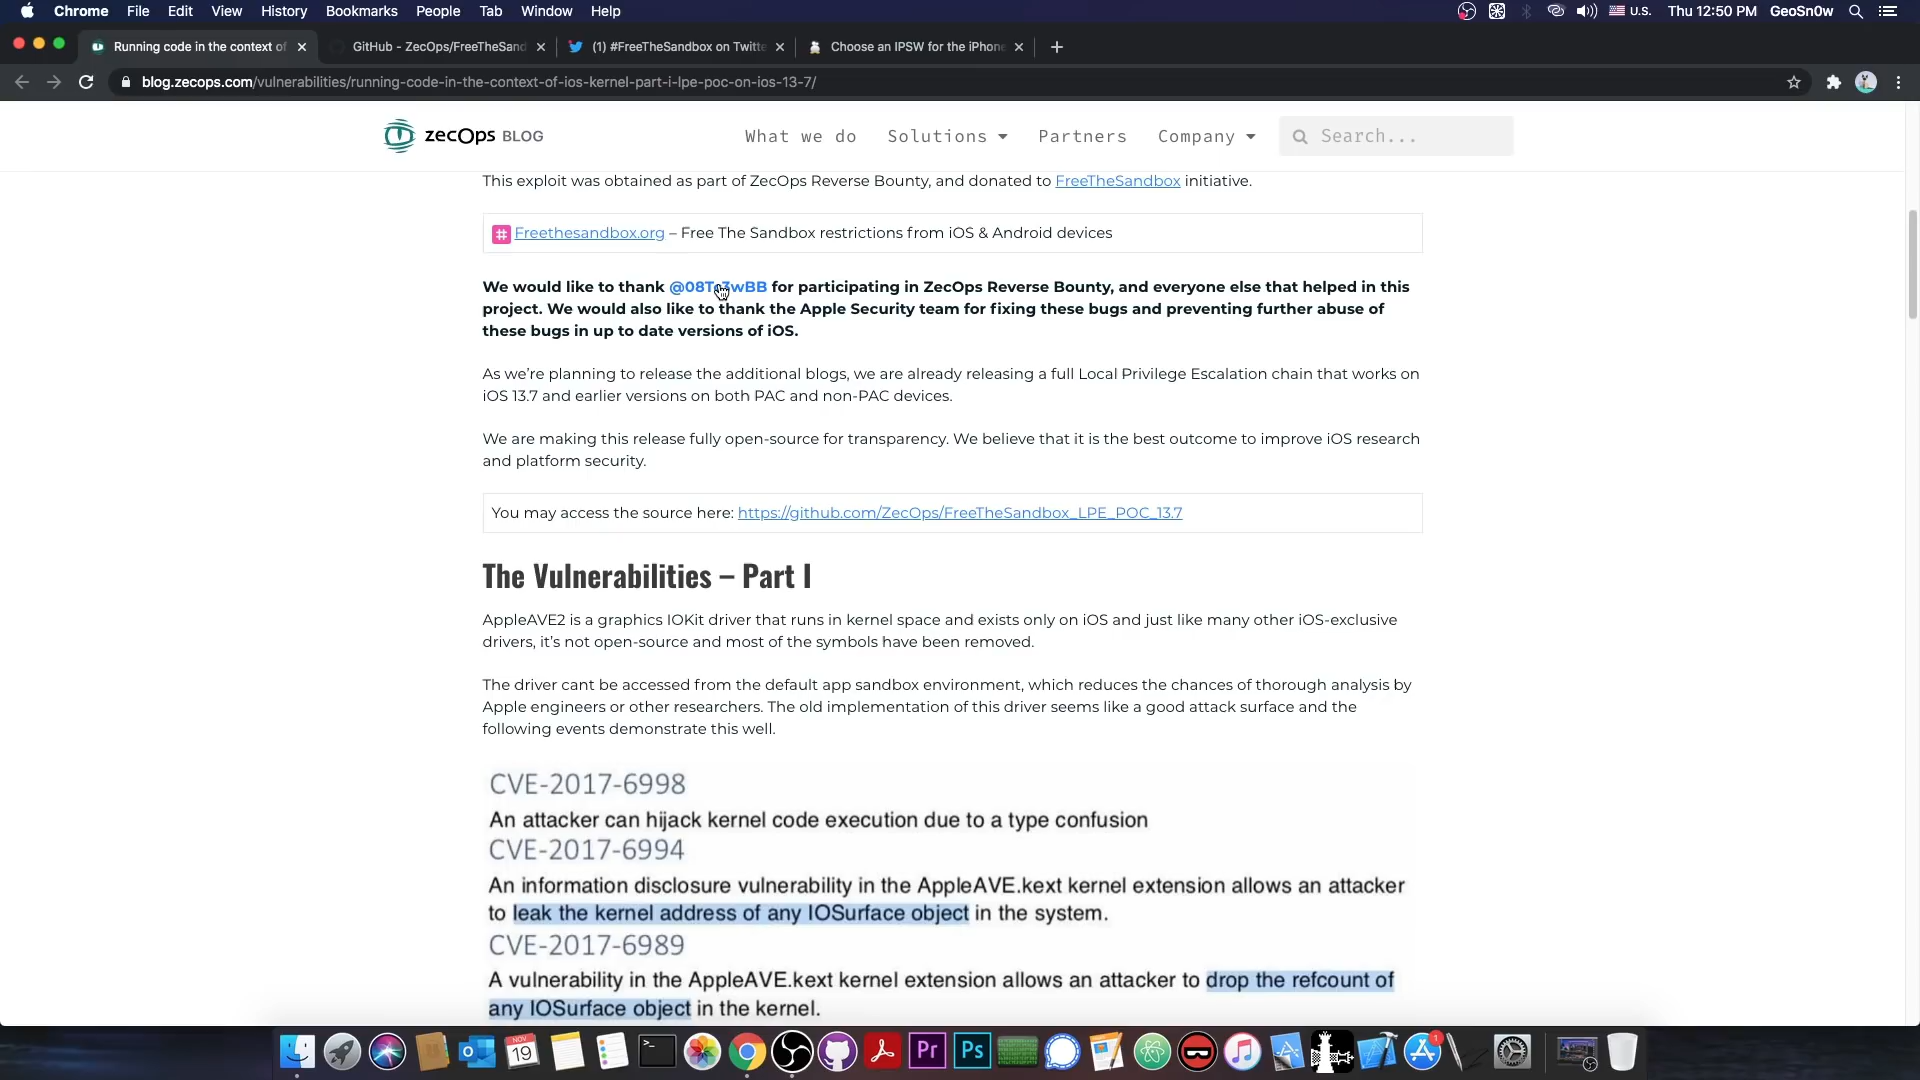 Chrome File Edit View History Bookmarks People Tab Window Help U.S. Thu 12:50 PM GeoSn0w
Running code in the context of GitHub - ZecOps/FreeTheSand (1) #FreeTheSandbox on Twitte Choose an IPSW for the iPhone
blog.zecops.com/vulnerabilities/running-code-in-the-context-of-ios-kernel-part-i-lpe-poc-on-ios-13-7/
zecOps BLOG What we do Solutions Partners Company Search...
This exploit was obtained as part of ZecOps Reverse Bounty, and donated to FreeTheSandbox initiative.
# Freethesandbox.org – Free The Sandbox restrictions from iOS & Android devices
We would like to thank for participating in ZecOps Reverse Bounty, and everyone else that helped in this
project. We would also like to thank the Apple Security team for fixing these bugs and preventing further abuse of
these bugs in up to date versions of iOS.
As we're planning to release the additional blogs, we are already releasing a full Local Privilege Escalation chain that works on
iOS 13.7 and earlier versions on both PAC and non-PAC devices.
We are making this release fully open-source for transparency. We believe that it is the best outcome to improve iOS research
and platform security.
You may access the source here: https://github.com/ZecOps/FreeTheSandbox_LPE_POC_13.7
The Vulnerabilities – Part I
AppleAVE2 is a graphics IOKit driver that runs in kernel space and exists only on iOS and just like many other iOS-exclusive
drivers, it's not open-source and most of the symbols have been removed.
The driver cant be accessed from the default app sandbox environment, which reduces the chances of thorough analysis by
Apple engineers or other researchers. The old implementation of this driver seems like a good attack surface and the
following events demonstrate this well.
CVE-2017-6998
An attacker can hijack kernel code execution due to a type confusion
CVE-2017-6994
An information disclosure vulnerability in the AppleAVE.kext kernel extension allows an attacker
to leak the kernel address of any IOSurface object in the system.
CVE-2017-6989
A vulnerability in the AppleAVE.kext kernel extension allows an attacker to drop the refcount of
any IOSurface object in the kernel.
NOV
19
Pr
Ps
1